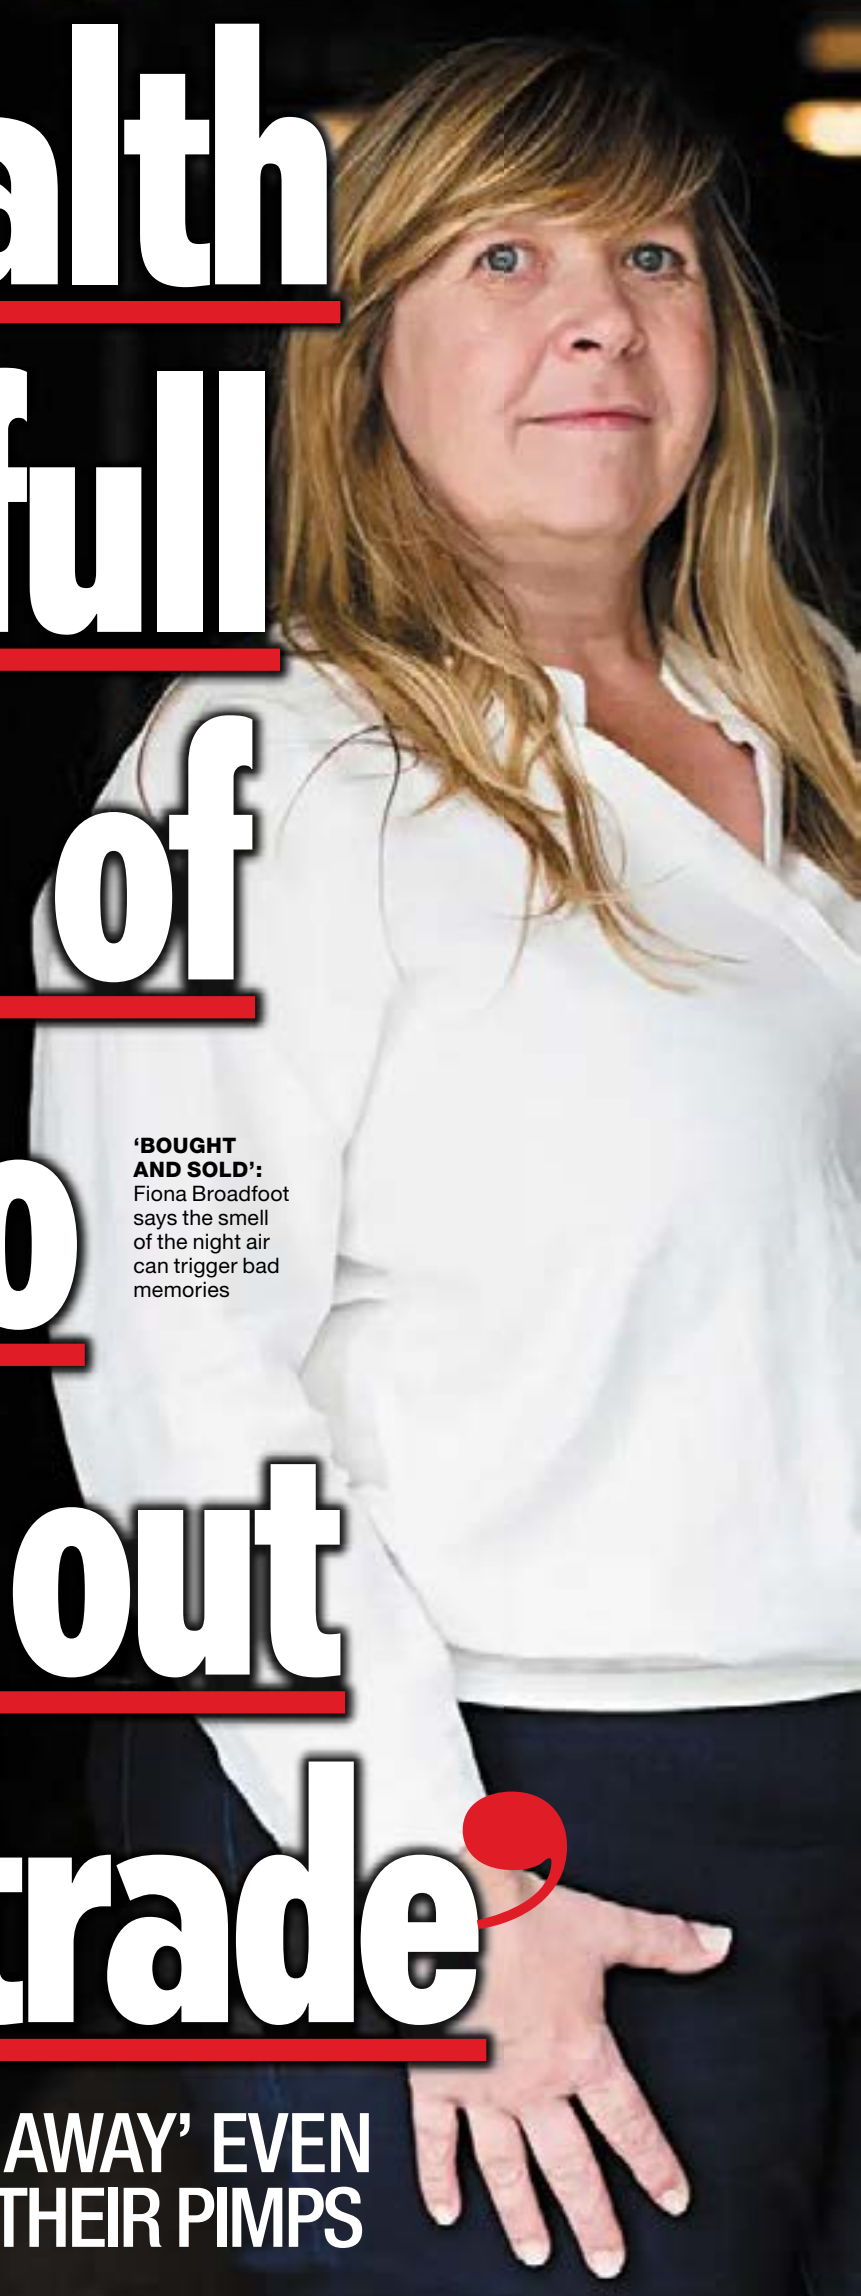 alth
full
of
o
out
trade’
‘BOUGHT
AND SOLD’:
Fiona Broadfoot
says the smell
of the night air
can trigger bad
memories
AWAY’ EVEN
THEIR PIMPS